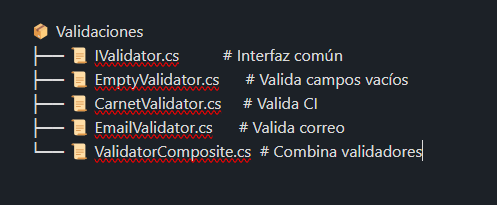 📦 Validaciones
├── 📜 IValidator.cs # Interfaz común
├── 📜 EmptyValidator.cs # Valida campos vacíos
├── 📜 CarnetValidator.cs # Valida CI
├── 📜 EmailValidator.cs # Valida correo
└── 📜 ValidatorComposite.cs # Combina validadores